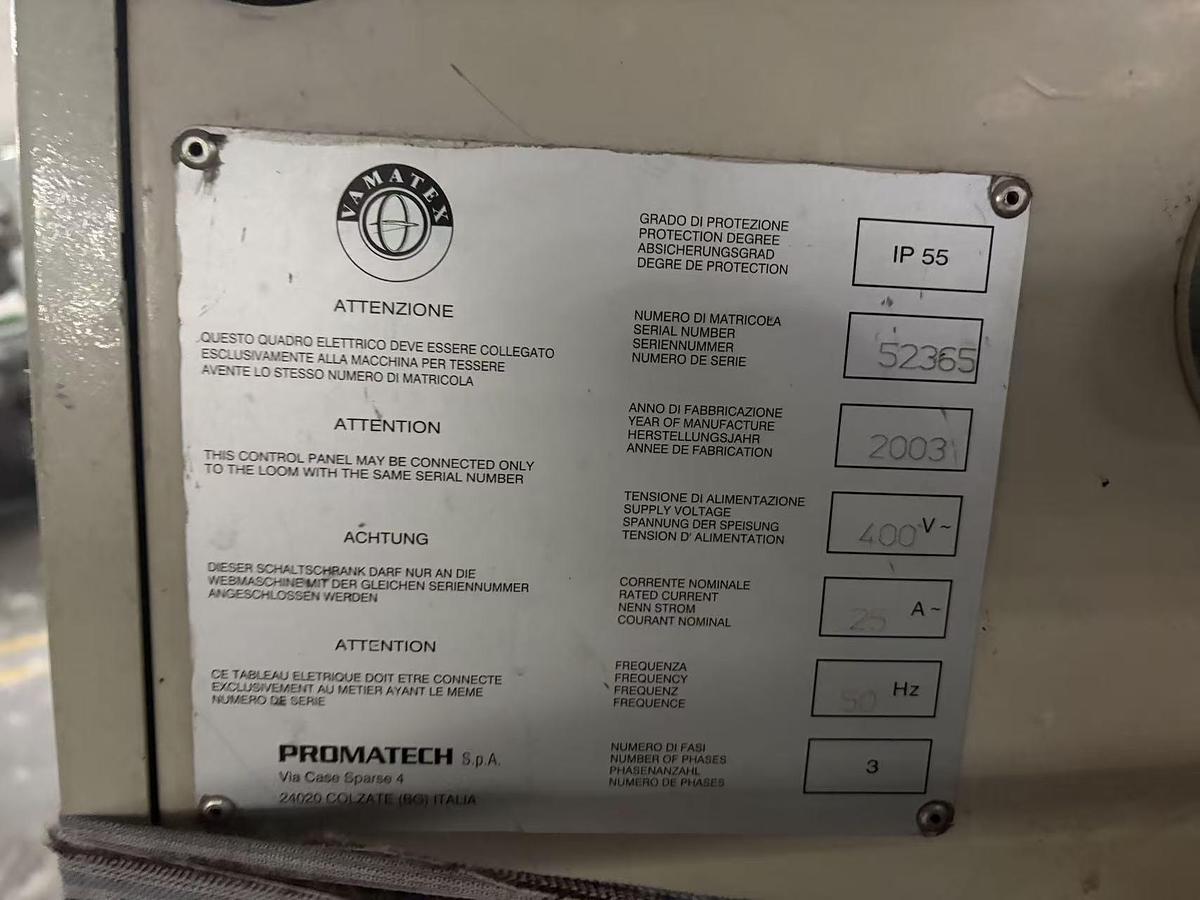 VAMATEX
ATTENZIONE
QUESTO QUADRO ELETTRICO DEVE ESSERE COLLEGATO
ESCLUSIVAMENTE ALLA MACCHINA PER TESSERE
AVENTE LO STESSO NUMERO DI MATRICOLA
ATTENTION
THIS CONTROL PANEL MAY BE CONNECTED ONLY
TO THE LOOM WITH THE SAME SERIAL NUMBER
ACHTUNG
DIESER SCHALTSCHRANK DARF NUR AN DIE
WEBMASCHINE MIT DER GLEICHEN SERIENNUMMER
ANGESCHLOSSEN WERDEN
ATTENTION
CE TABLEAU ELETRIQUE DOIT ETRE CONNECTE
EXCLUSIVEMENT AU METIER AYANT LE MEME
NUMERO DE SERIE
PROMATECH S.p.A.
Via Case Sparse 4
24020 COLZATE (BG) ITALIA
GRADO DI PROTEZIONE
PROTECTION DEGREE
ABSICHERUNGSGRAD
DEGRE DE PROTECTION
IP 55
NUMERO DI MATRICOLA
SERIAL NUMBER
SERIENNUMMER
NUMERO DE SERIE
52365
ANNO DI FABBRICAZIONE
YEAR OF MANUFACTURE
HERSTELLUNGSJAHR
ANNEE DE FABRICATION
2003
TENSIONE DI ALIMENTAZIONE
SUPPLY VOLTAGE
SPANNUNG DER SPEISUNG
TENSION D' ALIMENTATION
400 V~
CORRENTE NOMINALE
RATED CURRENT
NENN STROM
COURANT NOMINAL
25 A~
FREQUENZA
FREQUENCY
FREQUENZ
FREQUENCE
50 Hz
NUMERO DI FASI
NUMBER OF PHASES
PHASENANZAHL
NUMERO DE PHASES
3